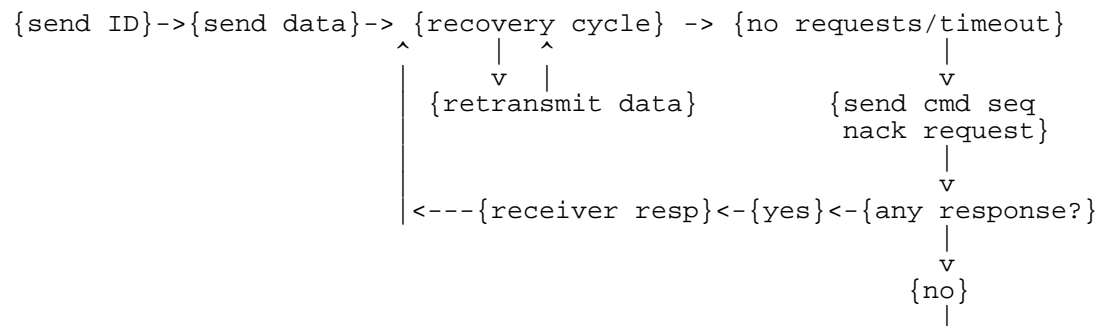 {send ID}->{send data}-> {recovery cycle} -> {no requests/timeout}
^ | ^ |
| v | v
| {retransmit data} {send cmd seq
| nack request}
| |
| v
|<---{receiver resp}<-{yes}<-{any response?}
|
v
{no}
|